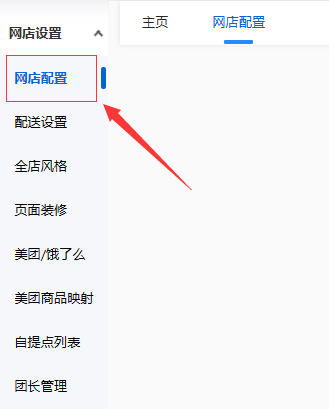 网店设置
主页
网店配置
网店配置
配送设置
全店风格
页面装修
美团/饿了么
美团商品映射
自提点列表
团长管理